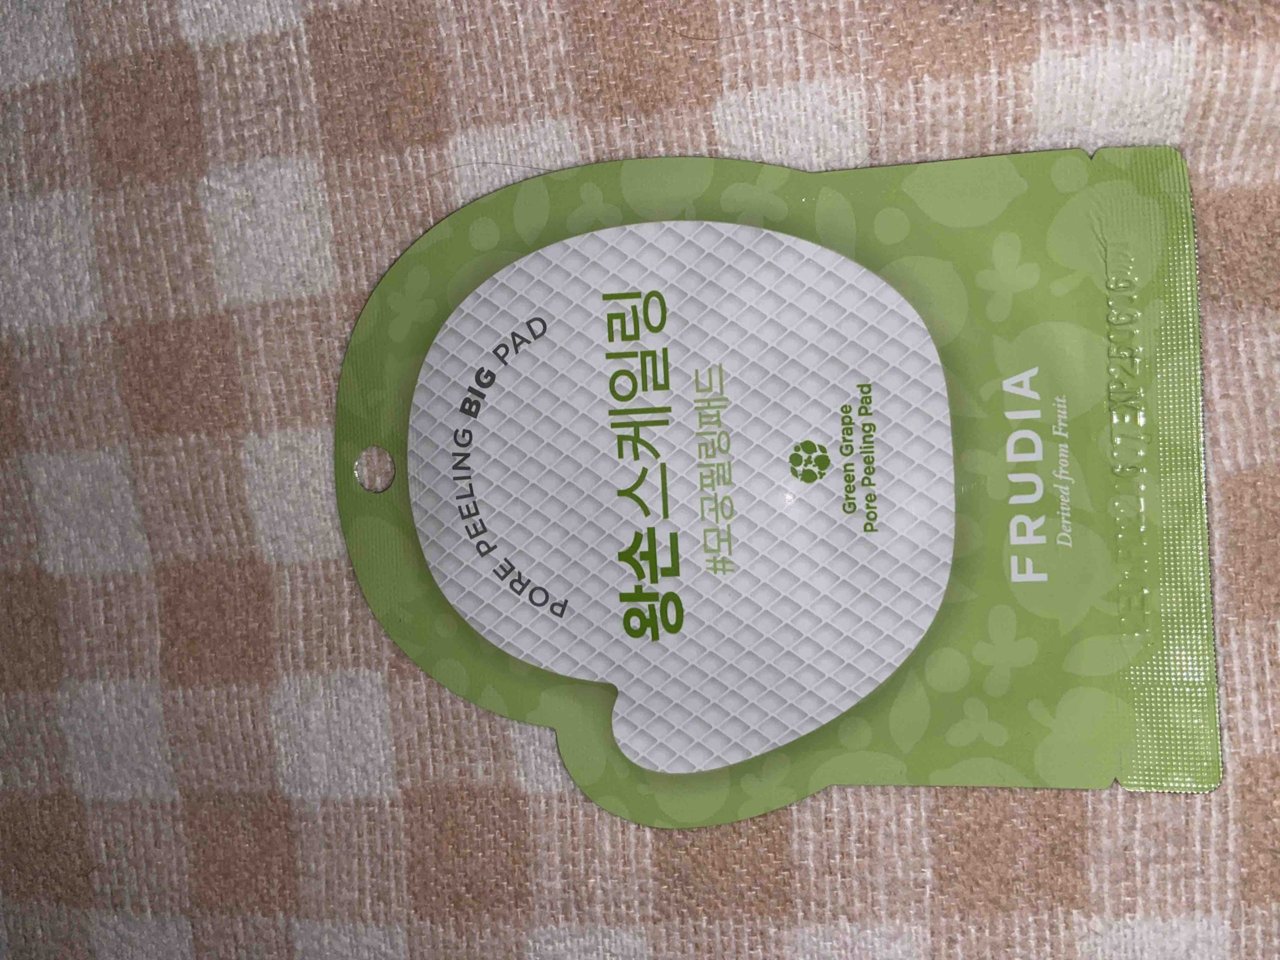 PORE PEELING BIG PAD
왕손스케일링
#모공필링패드
Green Grape
Pore Peeling Pad
FRUDIA
Derived from Fruit